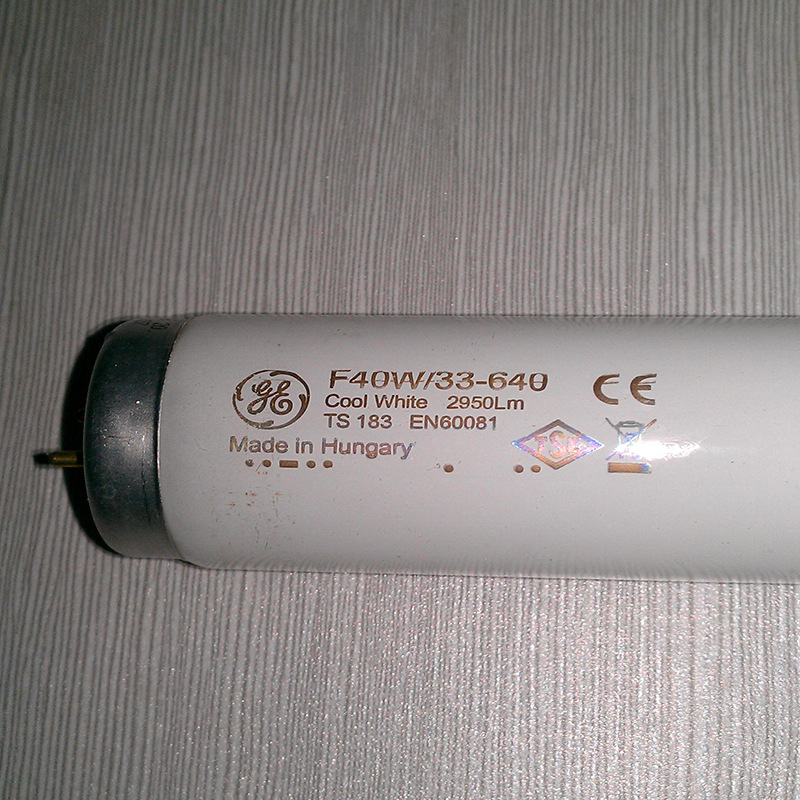 GE
F40W/33-640
Cool White 2950Lm
TS 183 EN60081
Made in Hungary
CE
TSE